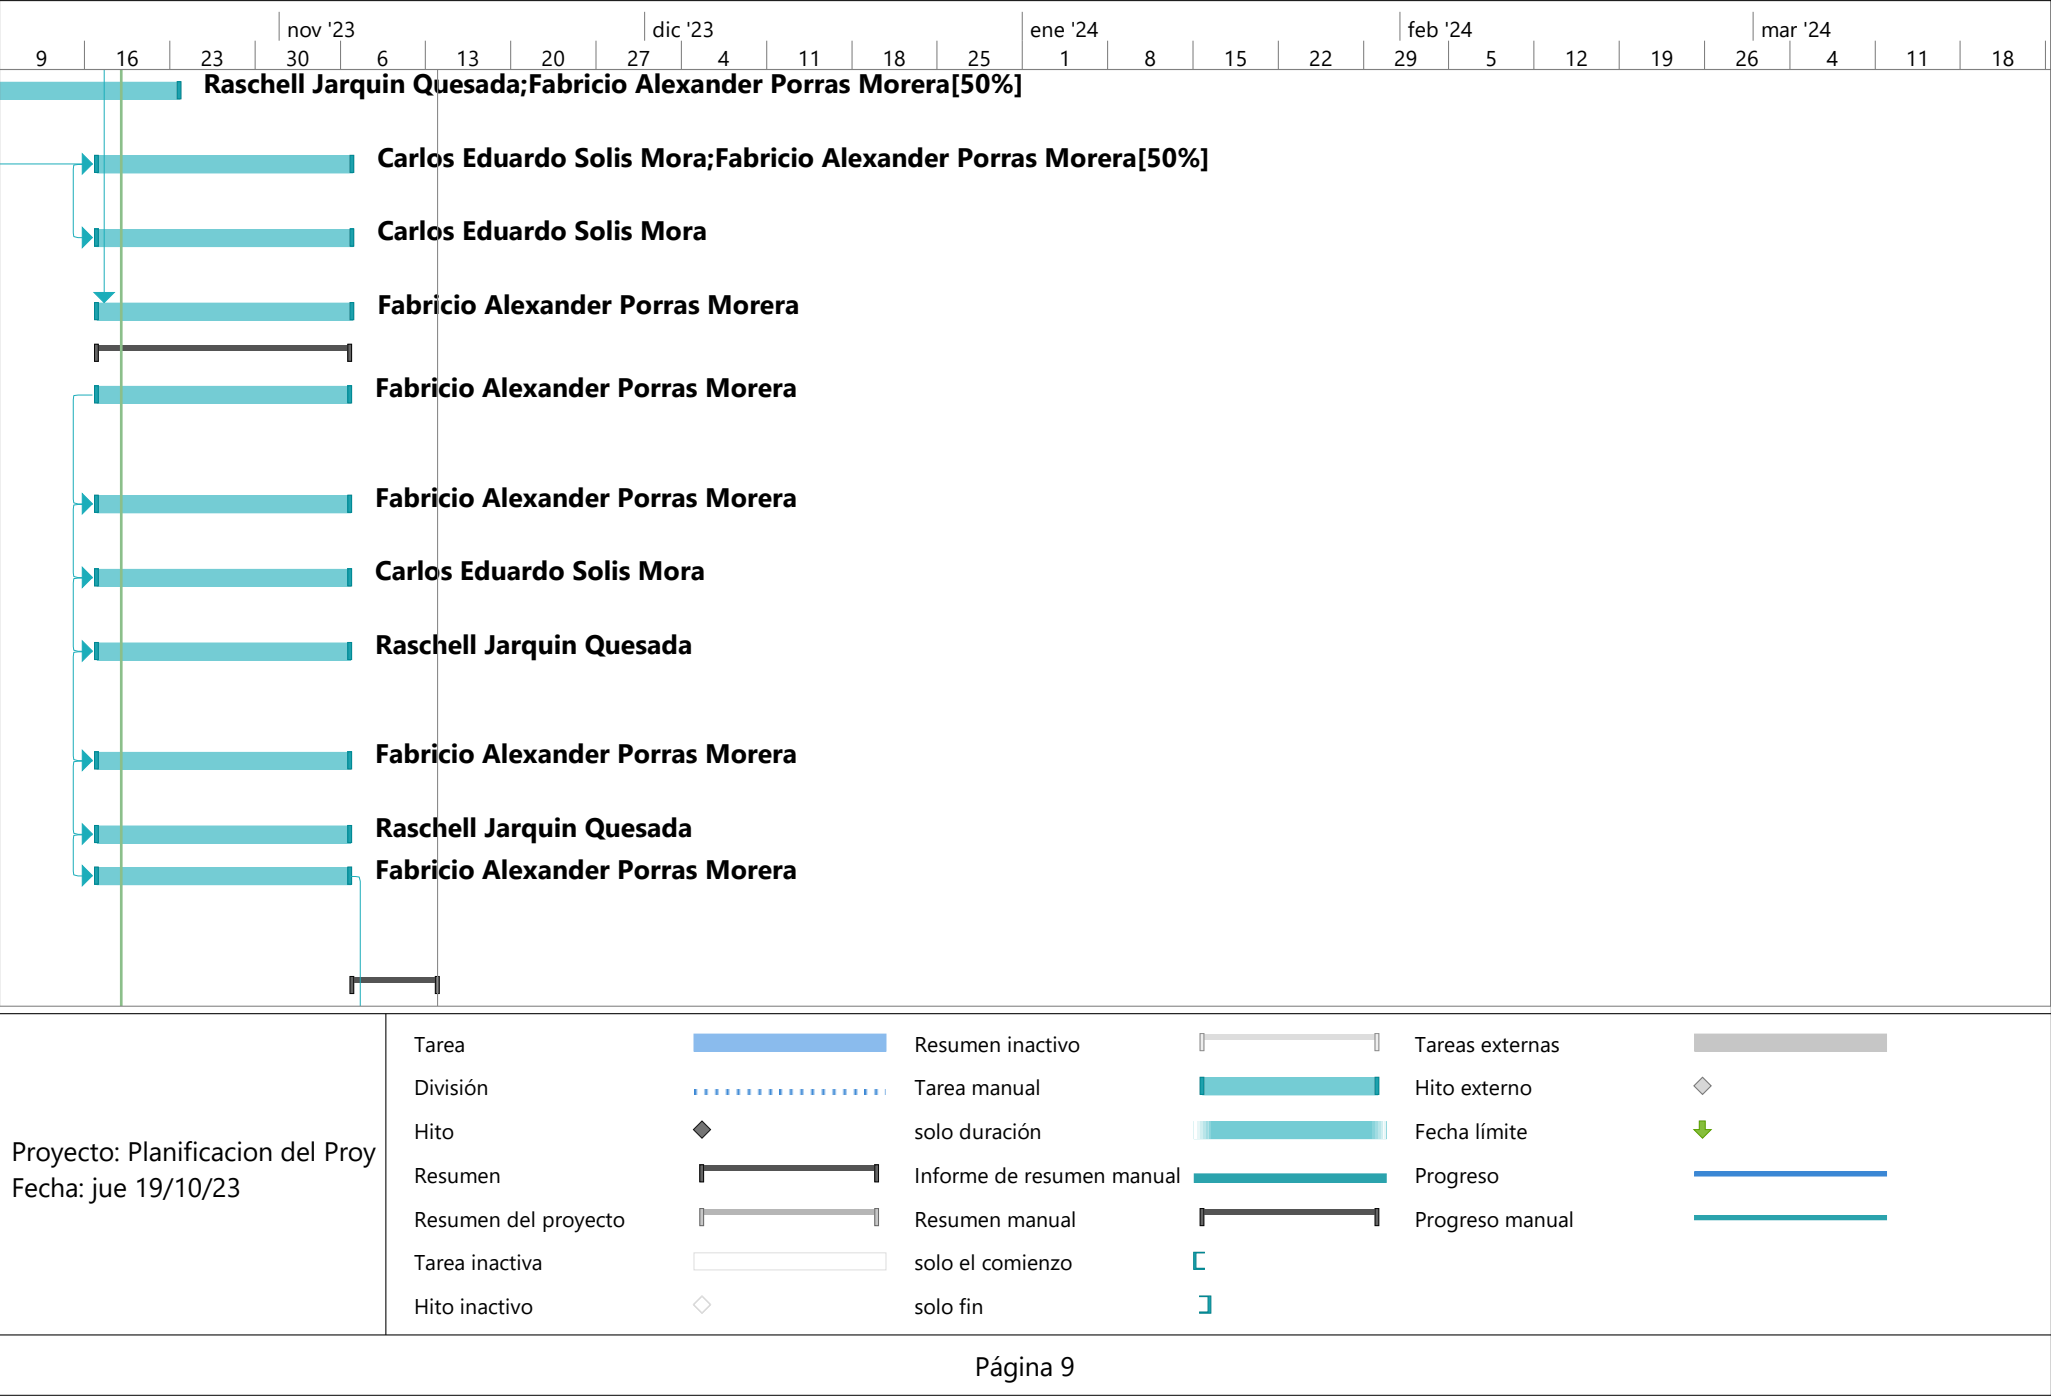 nov '23 dic '23 ene '24 feb '24 mar '24
9 16 23 30 6 13 20 27 4 11 18 25 1 8 15 22 29 5 12 19 26 4 11 18
Raschell Jarquin Quesada;Fabricio Alexander Porras Morera[50%]
Carlos Eduardo Solis Mora;Fabricio Alexander Porras Morera[50%]
Carlos Eduardo Solis Mora
Fabricio Alexander Porras Morera
Fabricio Alexander Porras Morera
Fabricio Alexander Porras Morera
Carlos Eduardo Solis Mora
Raschell Jarquin Quesada
Fabricio Alexander Porras Morera
Raschell Jarquin Quesada
Fabricio Alexander Porras Morera
Proyecto: Planificacion del Proy
Fecha: jue 19/10/23
Tarea
División
Hito
Resumen
Resumen del proyecto
Tarea inactiva
Hito inactivo
Resumen inactivo
Tarea manual
solo duración
Informe de resumen manual
Resumen manual
solo el comienzo
solo fin
Tareas externas
Hito externo
Fecha límite
Progreso
Progreso manual
Página 9